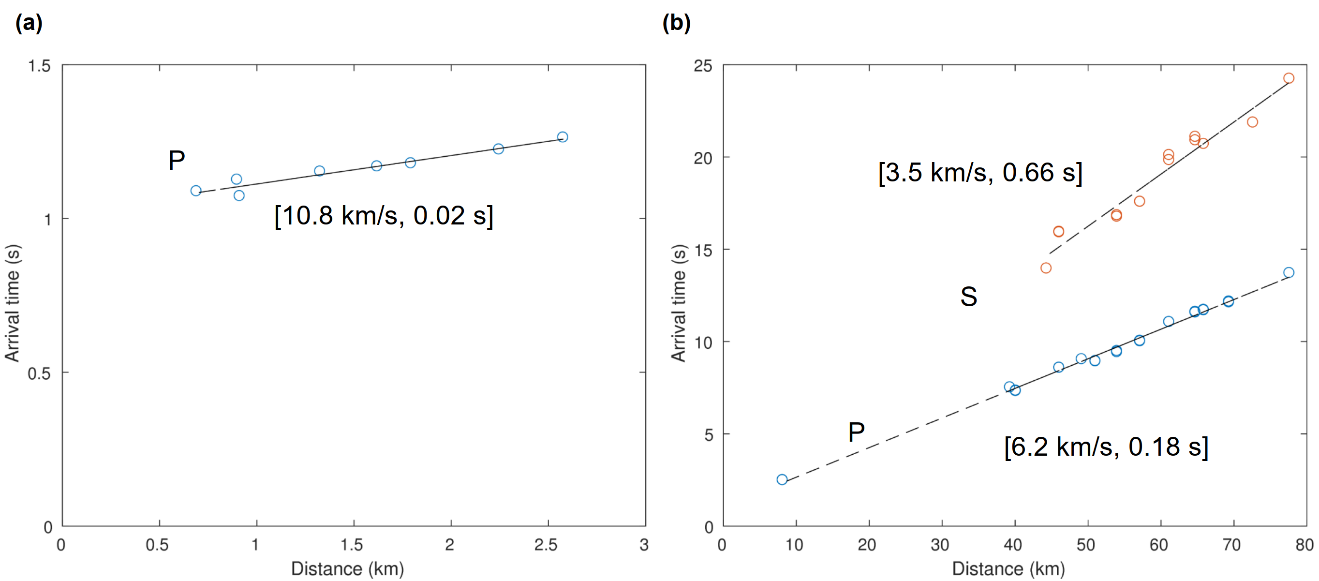 (a)
1.5
1
0.5
0
Arrival time (s)
P
[10.8 km/s, 0.02 s]
0 0.5 1 1.5 2 2.5 3
Distance (km)
(b)
25
20
15
10
5
0
Arrival time (s)
[3.5 km/s, 0.66 s]
S
P
[6.2 km/s, 0.18 s]
0 10 20 30 40 50 60 70 80
Distance (km)